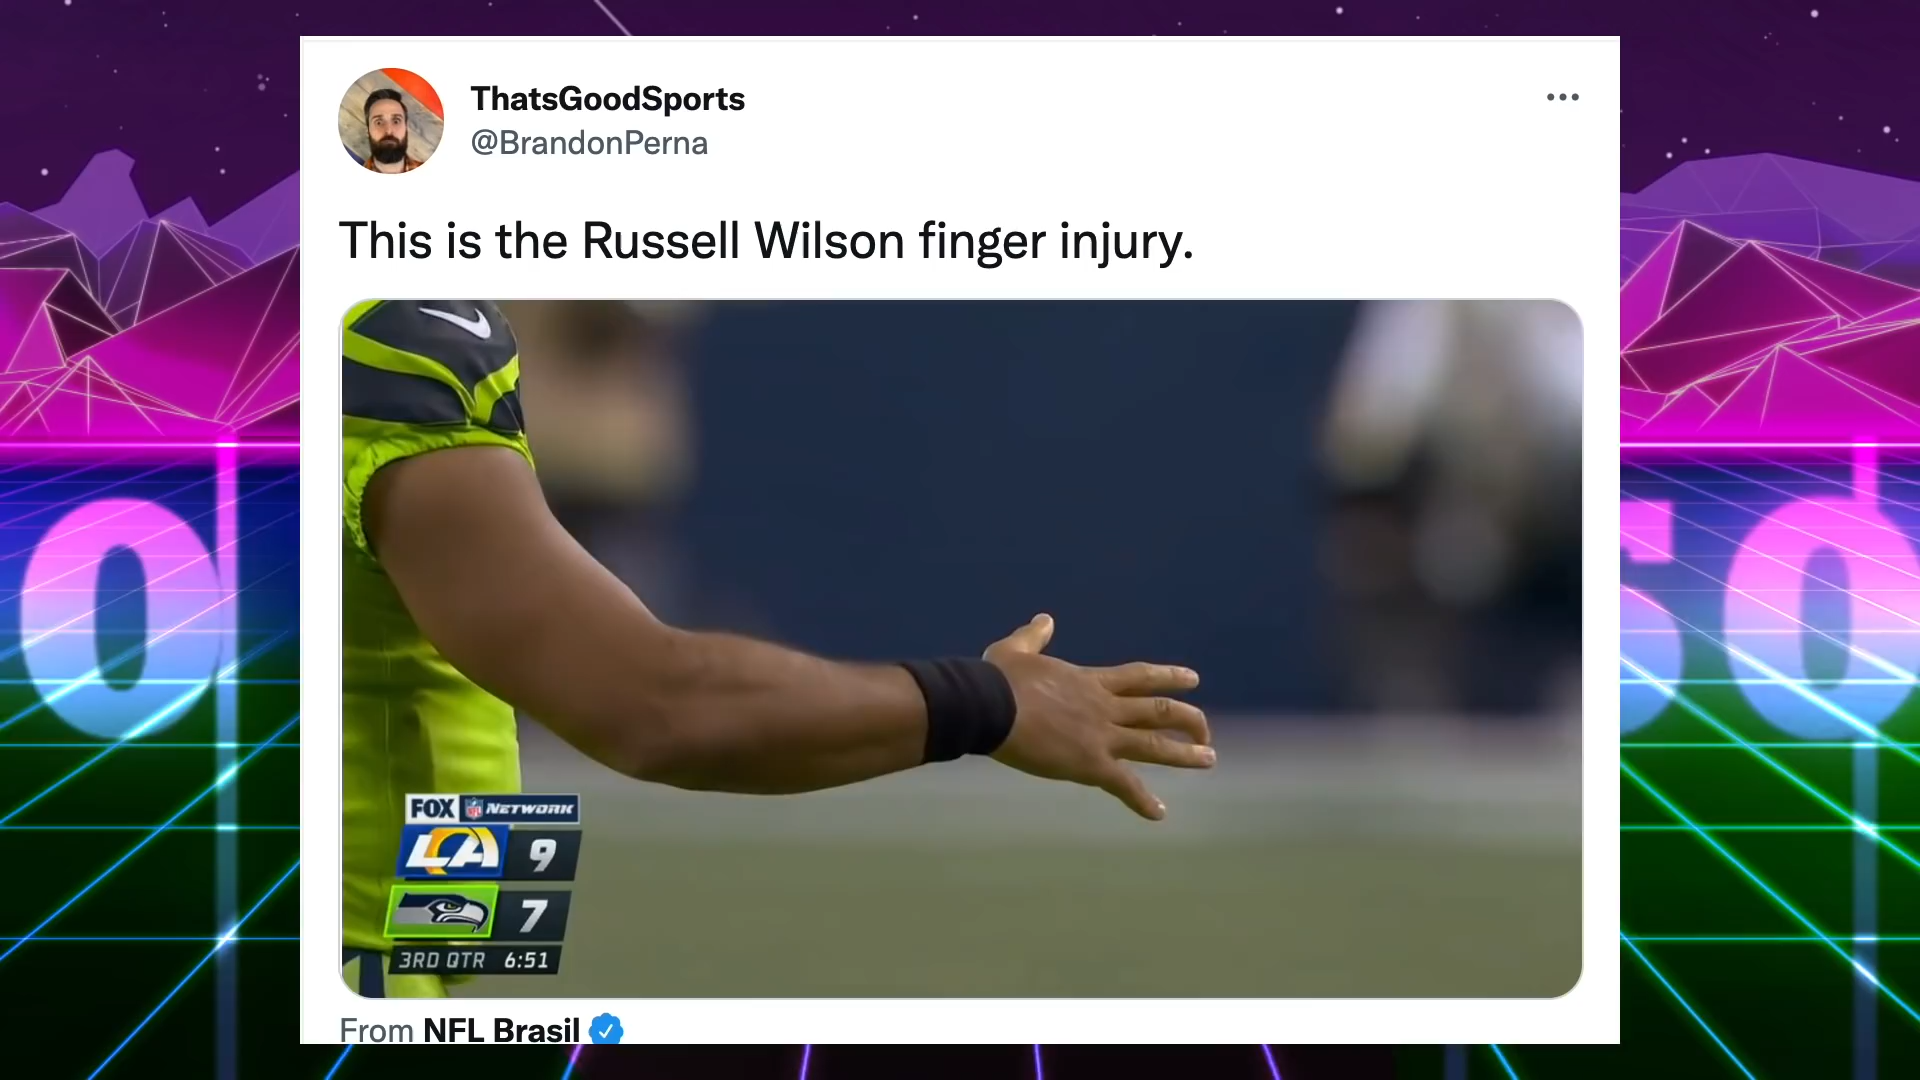 ThatsGoodSports
@BrandonPerna
This is the Russell Wilson finger injury.
FOX NFL NETWORK
LA 9
7
3RD QTR 6:51
From NFL Brasil